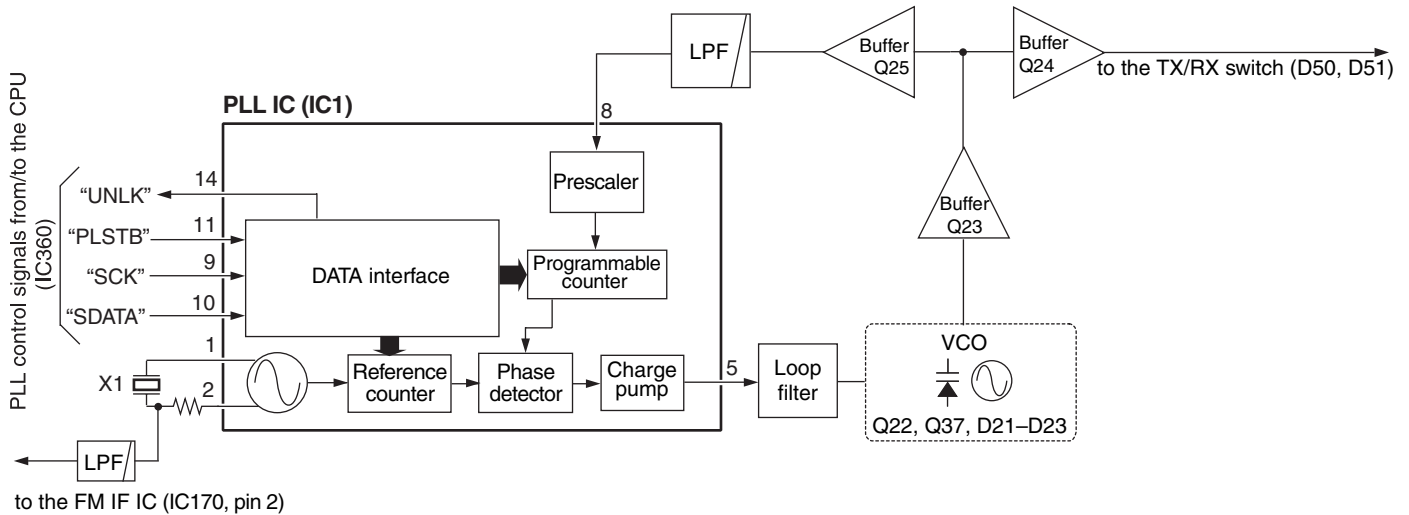 LPF
Buffer
Q25
Buffer
Q24
to the TX/RX switch (D50, D51)
PLL IC (IC1)
8
PLL control signals from/to the CPU
(IC360)
“UNLK”
14
“PLSTB”
11
“SCK”
9
“SDATA”
10
Prescaler
Buffer
Q23
DATA interface
Programmable
counter
1
X1
2
Reference
counter
Phase
detector
Charge
pump
5
Loop
filter
VCO
Q22, Q37, D21–D23
LPF
to the FM IF IC (IC170, pin 2)